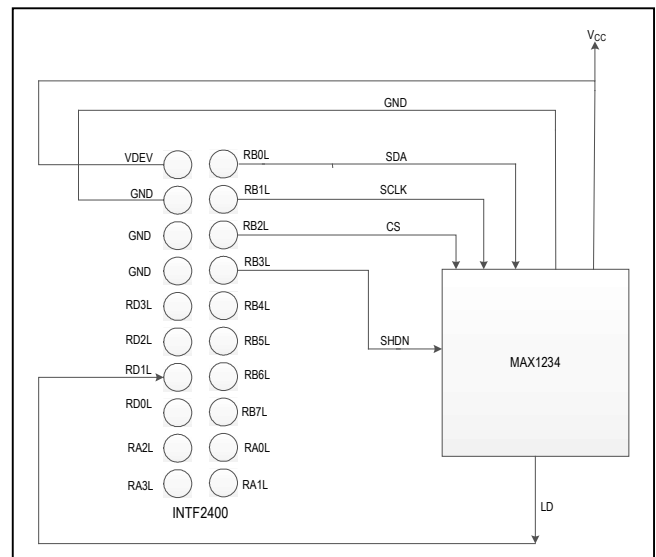 VCC
GND
VDEV
RB0L
SDA
GND
RB1L
SCLK
GND
RB2L
CS
GND
RB3L
RD3L
RB4L
RD2L
RB5L
SHDN
MAX1234
RD1L
RB6L
RD0L
RB7L
RA2L
RA0L
RA3L
RA1L
LD
INTF2400